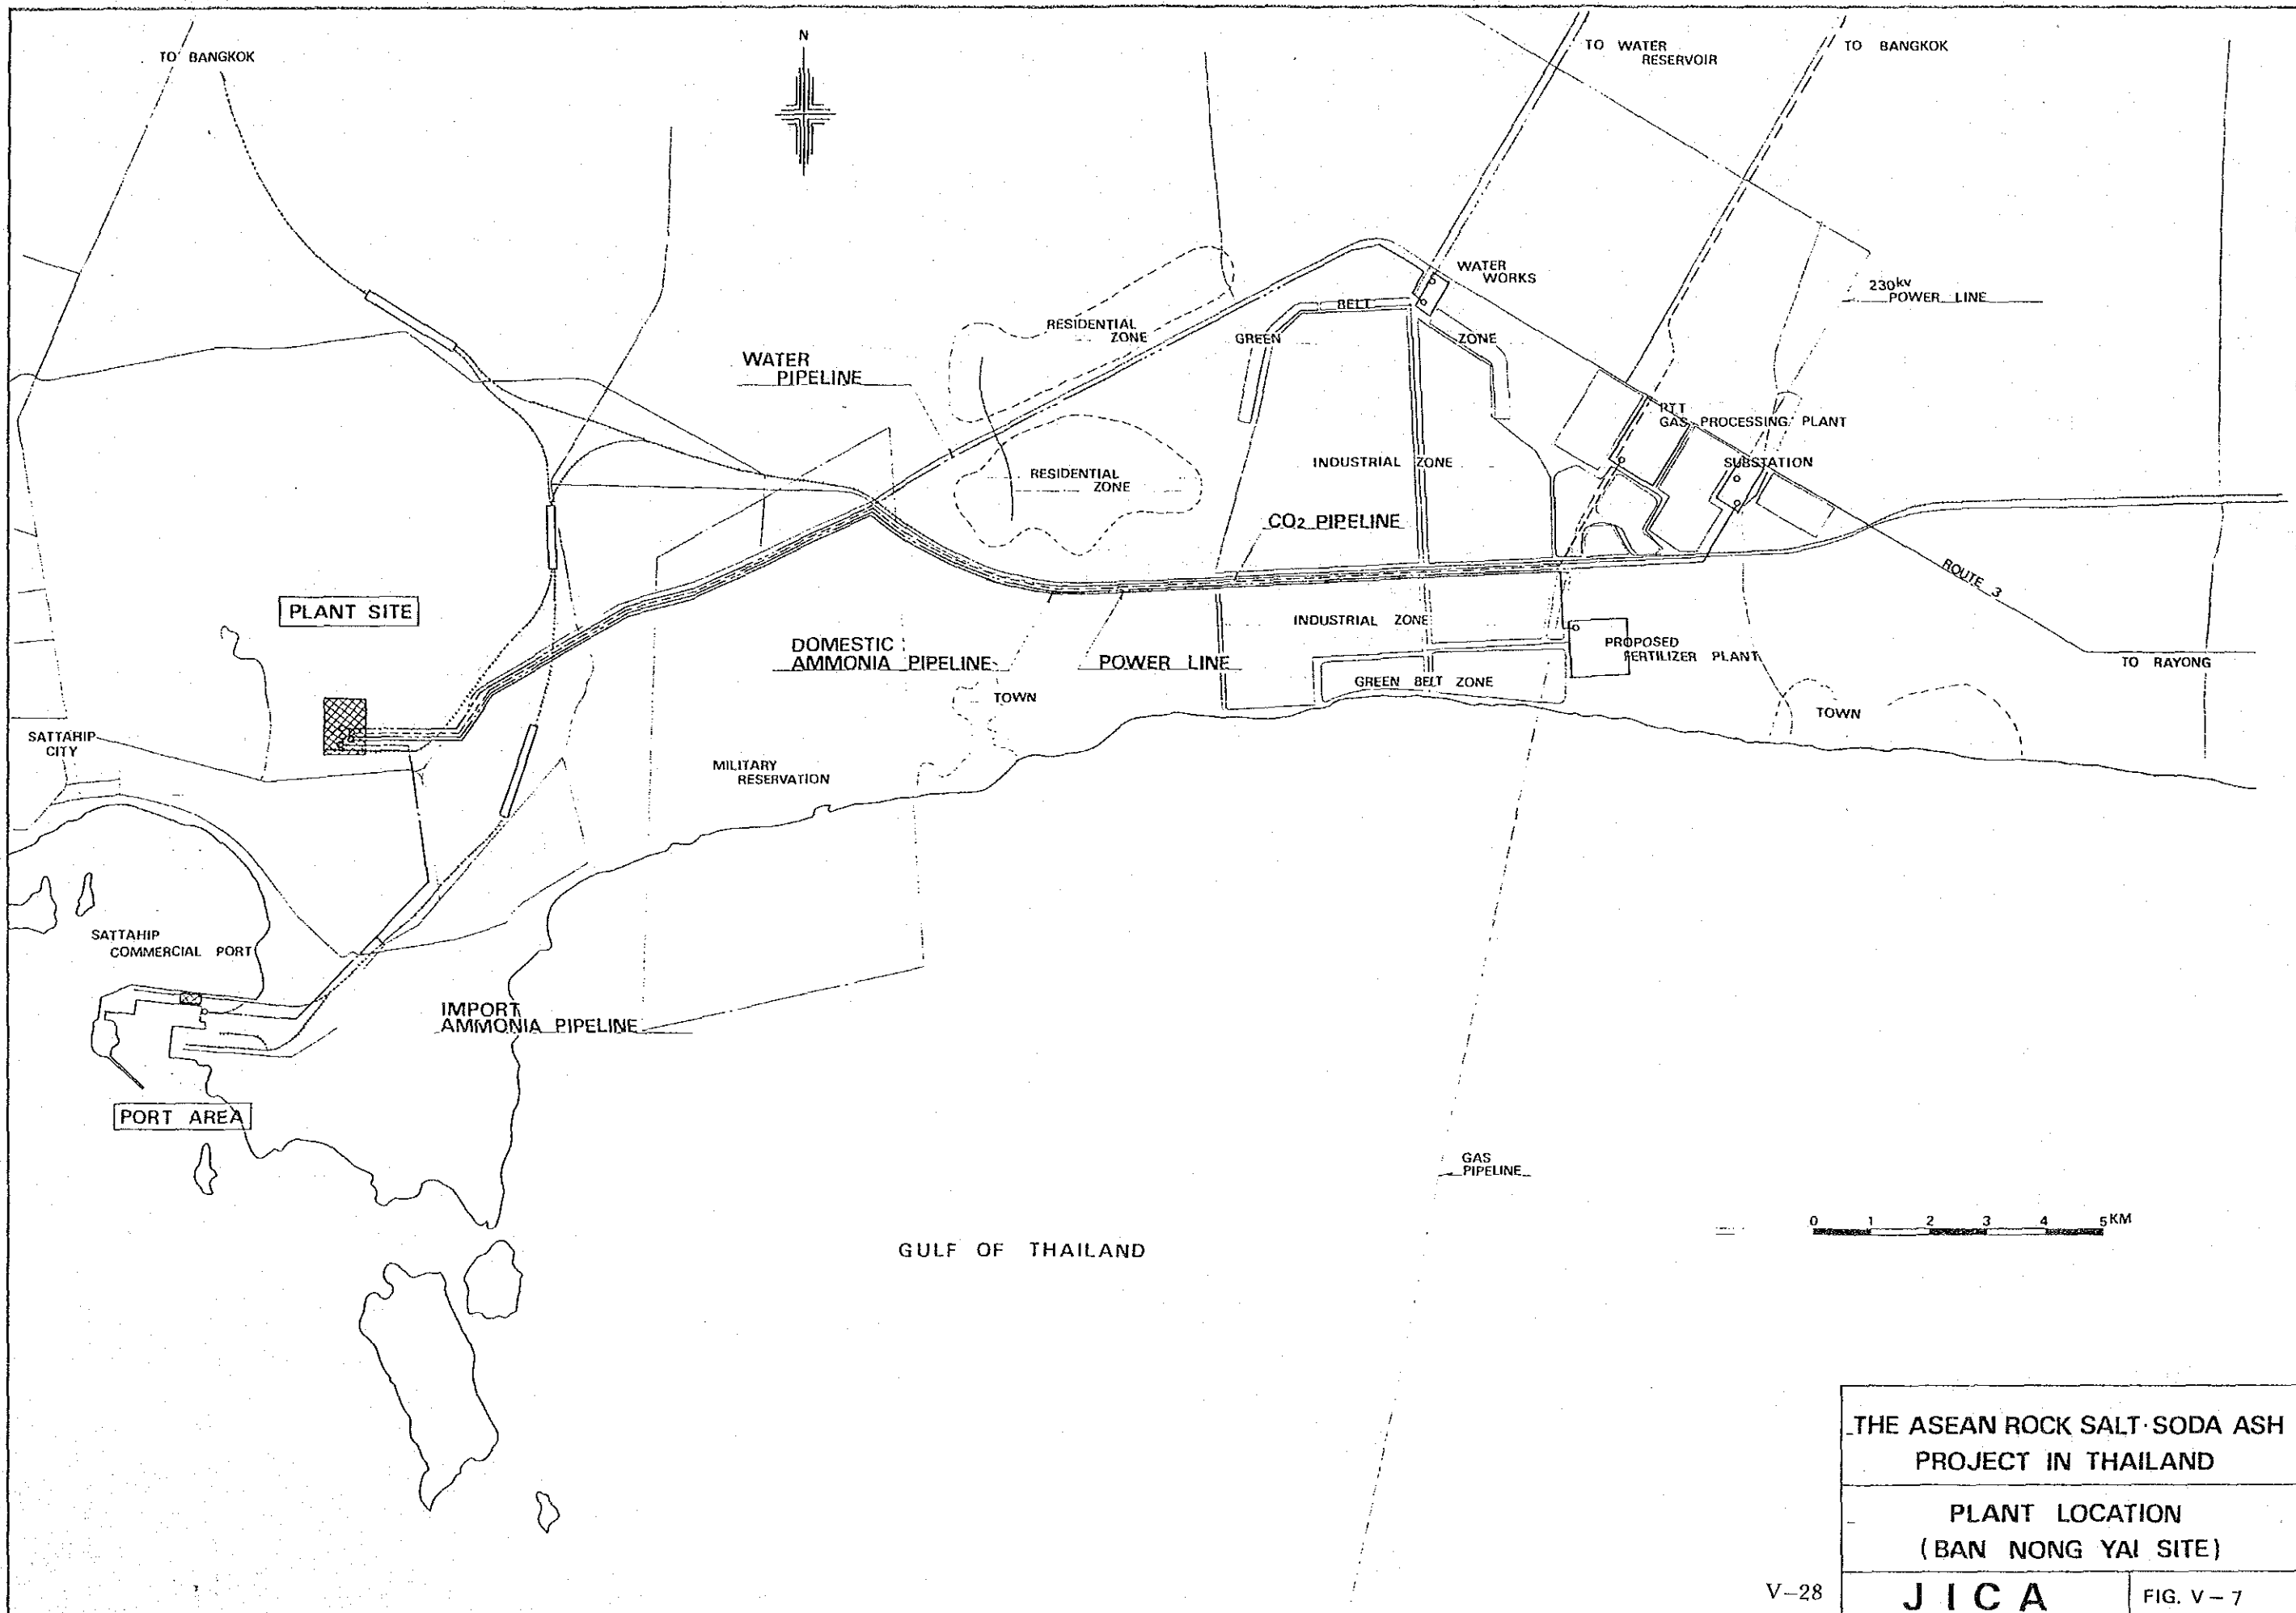 N
TO BANGKOK
TO WATER
RESERVOIR
TO BANGKOK
WATER
WORKS
230kv
POWER LINE
BELT
RESIDENTIAL
ZONE
GREEN
ZONE
WATER
PIPELINE
PTT
GAS PROCESSING PLANT
INDUSTRIAL ZONE
SUBSTATION
RESIDENTIAL
ZONE
CO2 PIPELINE
ROUTE 3
PLANT SITE
INDUSTRIAL ZONE
DOMESTIC
AMMONIA PIPELINE
POWER LINE
PROPOSED
FERTILIZER PLANT
TO RAYONG
GREEN BELT ZONE
TOWN
TOWN
SATTAHIP
CITY
MILITARY
RESERVATION
SATTAHIP
COMMERCIAL PORT
IMPORT
AMMONIA PIPELINE
PORT AREA
GAS
PIPELINE
0 1 2 3 4 5KM
GULF OF THAILAND
THE ASEAN ROCK SALT·SODA ASH
PROJECT IN THAILAND
PLANT LOCATION
(BAN NONG YAI SITE)
V-28
JICA
FIG. V-7